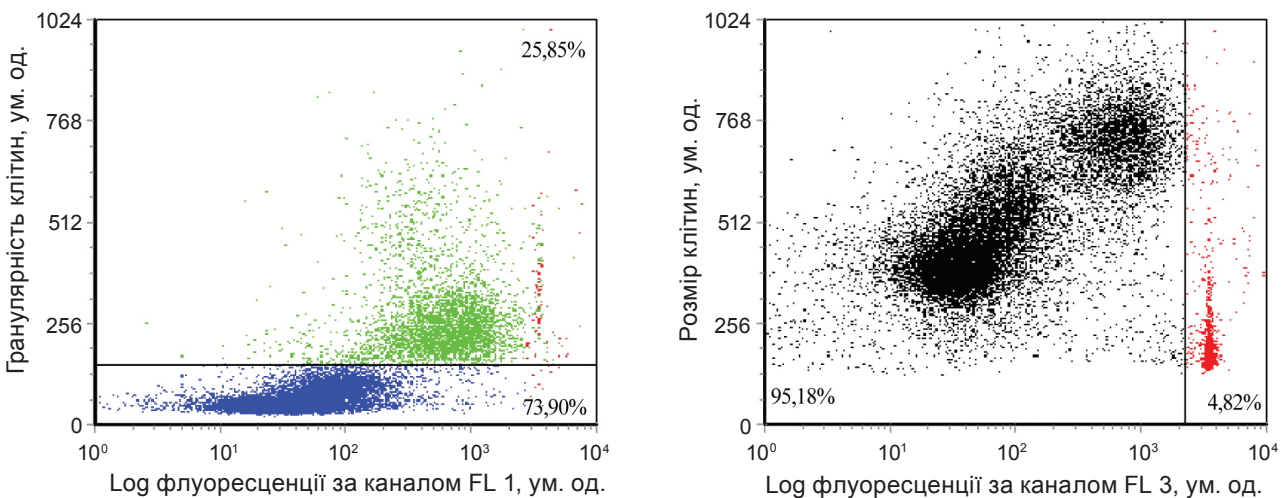 Гранулярність клітин, ум. од.
1024
768
512
256
0
25,85%
73,90%
10⁰ 10¹ 10² 10³ 10⁴
Log флуоресценції за каналом FL 1, ум. од.
Розмір клітин, ум. од.
1024
768
512
256
0
95,18% 4,82%
10⁰ 10¹ 10² 10³ 10⁴
Log флуоресценції за каналом FL 3, ум. од.